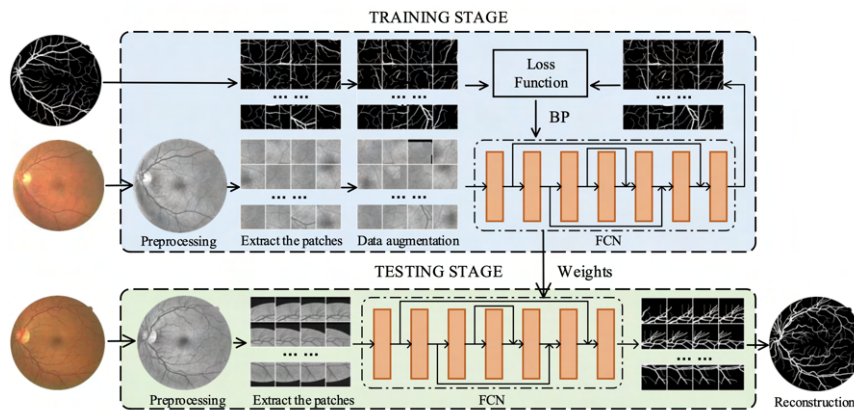 TRAINING STAGE
Loss
Function
BP
Preprocessing
Extract the patches
Data augmentation
FCN
TESTING STAGE
Weights
Preprocessing
Extract the patches
FCN
Reconstruction